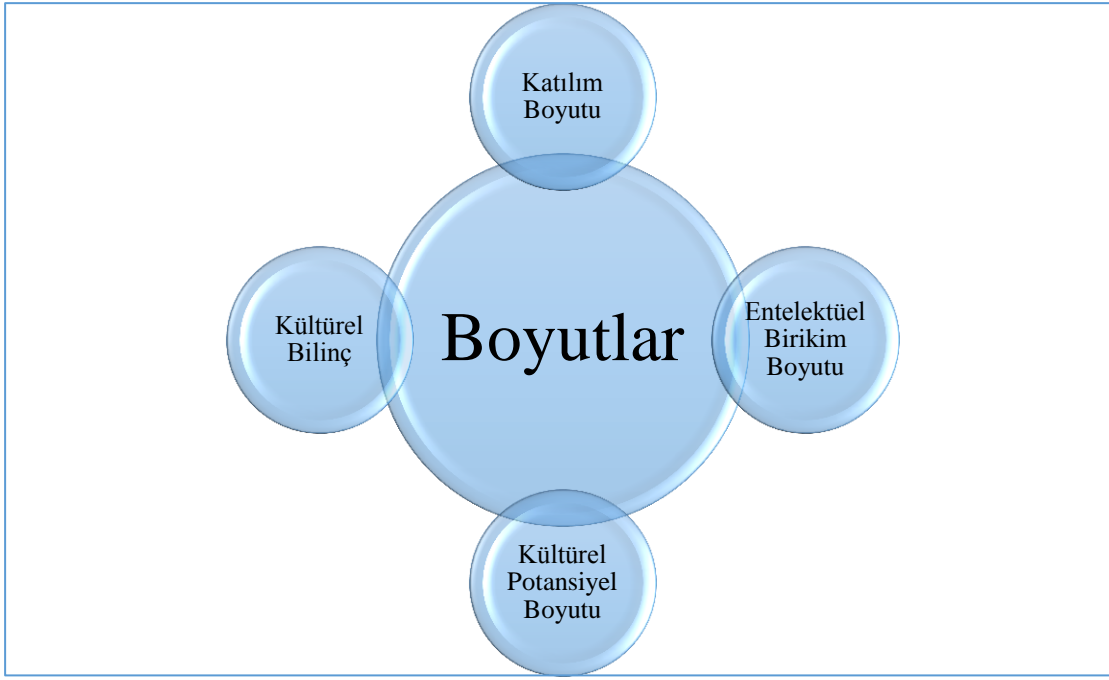 Katılım
Boyutu
Kültürel
Bilinç
Boyutlar
Entelektüel
Birikim
Boyutu
Kültürel
Potansiyel
Boyutu